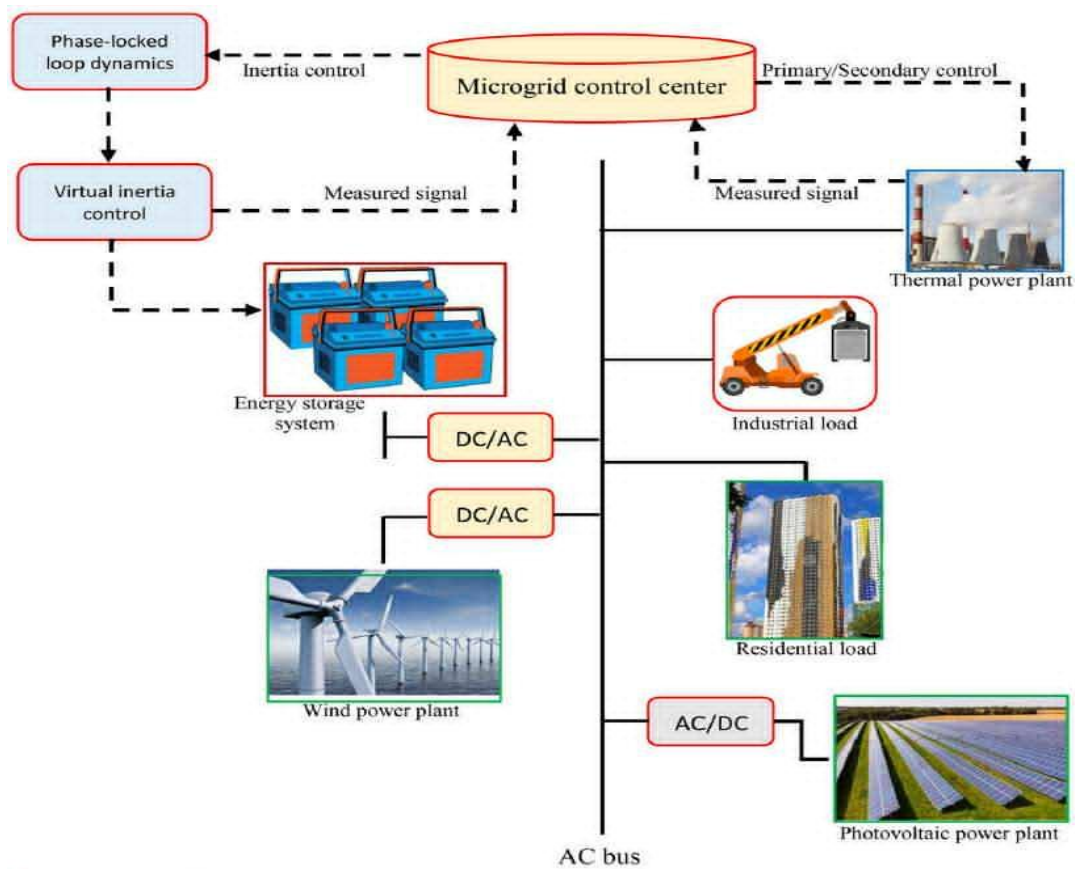 Phase-locked
loop dynamics
Inertia control
Microgrid control center
Primary/Secondary control
Virtual inertia
control
Measured signal
Measured signal
Thermal power plant
Energy storage
system
Industrial load
DC/AC
DC/AC
Residential load
Wind power plant
AC/DC
Photovoltaic power plant
AC bus